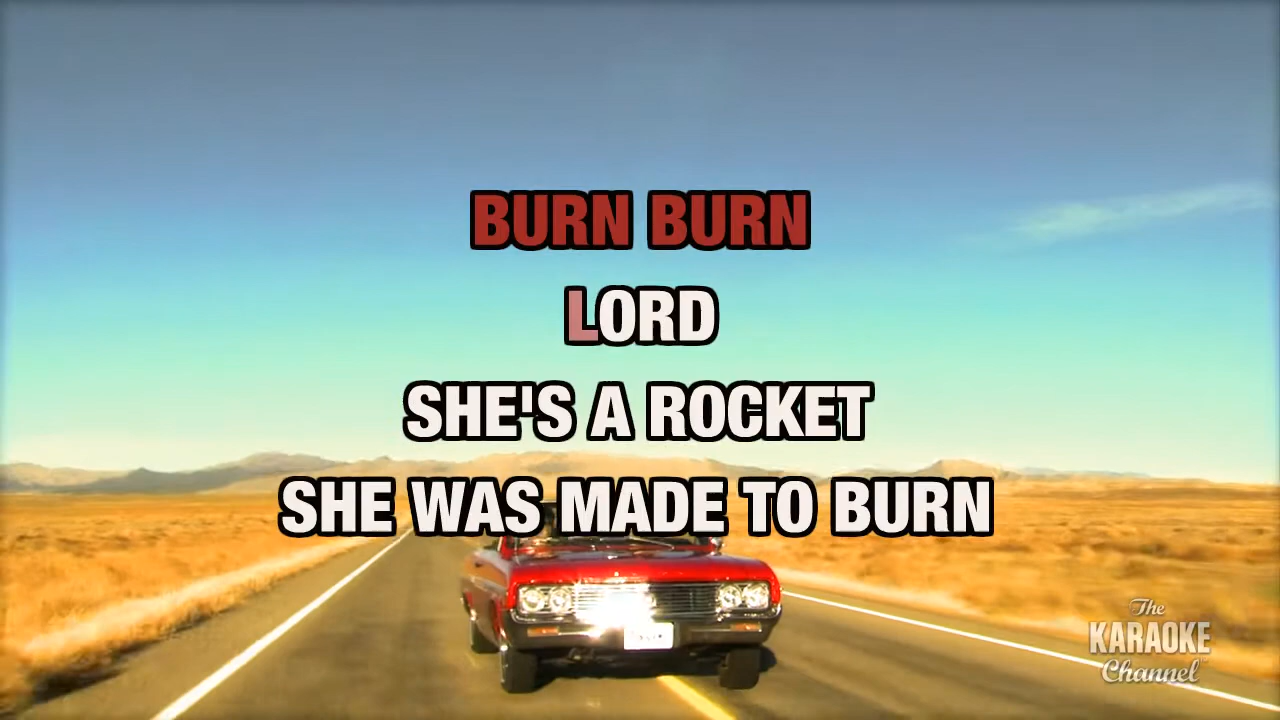 BURN BURN
LORD
SHE'S A ROCKET
SHE WAS MADE TO BURN
The
KARAOKE
Channel